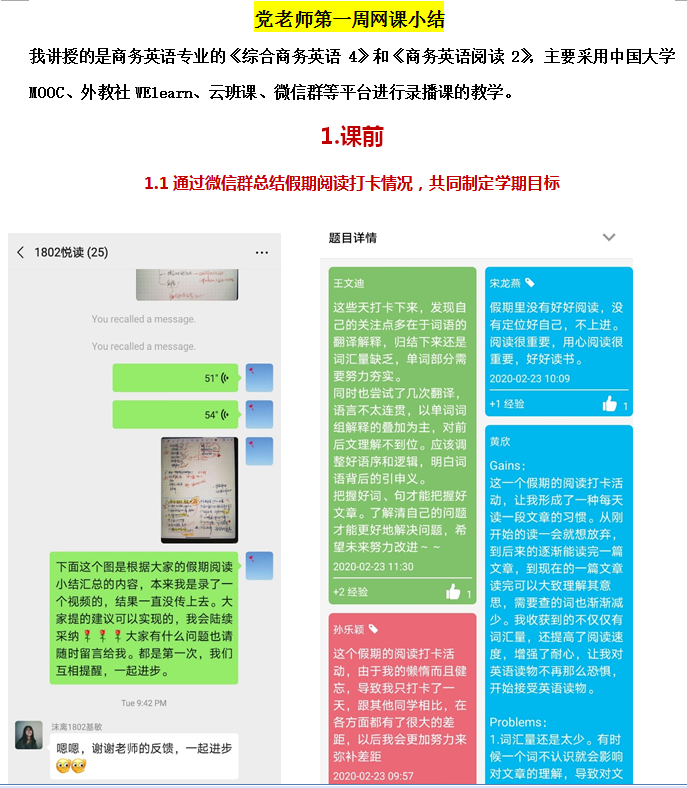 党老师第一周网课小结
我讲授的是商务英语专业的《综合商务英语 4》和《商务英语阅读 2》，主要采用中国大学
MOOC、外教社 WElearn、云班课、微信群等平台进行录播课的教学。
1.课前
1.1 通过微信群总结假期阅读打卡情况，共同制定学期目标
1802悦读 (25)
You recalled a message.
You recalled a message.
51"
54"
下面这个图是根据大家的假期阅读
小结汇总的内容，本来我是录了一
个视频的，结果一直没传上去。大
家提的建议可以实现的，我会陆续
采纳🌹🌹🌹大家有什么问题也请
随时留言给我。都是第一次，我们
互相提醒，一起进步。
Tue 9:42 PM
沫离1802基敏
嗯嗯，谢谢老师的反馈，一起进步
题目详情
王文迪
这些天打卡下来，发现自
己的关注点多在于词语的
翻译解释，归结下来还是
词汇量缺乏，单词部分需
要努力夯实。
同时也尝试了几次翻译，
语言不太连贯，以单词词
组解释的叠加为主，对前
后文理解不到位。应该调
整好语序和逻辑，明白词
语背后的引申义。
把握好词、句才能把握好
文章。了解清自己的问题
才能更好地解决问题，希
望未来努力改进～～
2020-02-23 11:30
+2 经验
1
孙乐颖
这个假期的阅读打卡活
动，由于我的懒惰而且健
忘，导致我只打卡了一
天，跟其他同学相比，在
各方面都有了很大的差
距，以后我会更加努力来
弥补差距
2020-02-23 09:57
宋龙燕
假期里没有好好阅读，没
有定位好自己，不上进。
阅读很重要，用心阅读很
重要，好好读书。
2020-02-23 10:09
+1 经验
1
黄欣
Gains：
这一个假期的阅读打卡活
动，让我形成了一种每天
读一段文章的习惯。从刚
开始的读一会就想放弃，
到后来的逐渐能读完一篇
文章，到现在的一篇文章
读完可以大致理解其意
思，需要查的词也渐渐减
少。我收获到的不仅仅有
词汇量，还提高了阅读速
度，增强了耐心，让我对
英语读物不再那么恐惧，
开始接受英语读物。
Problems：
1.词汇量还是太少。有时
候一个词不认识就会影响
对文章的理解，导致对文